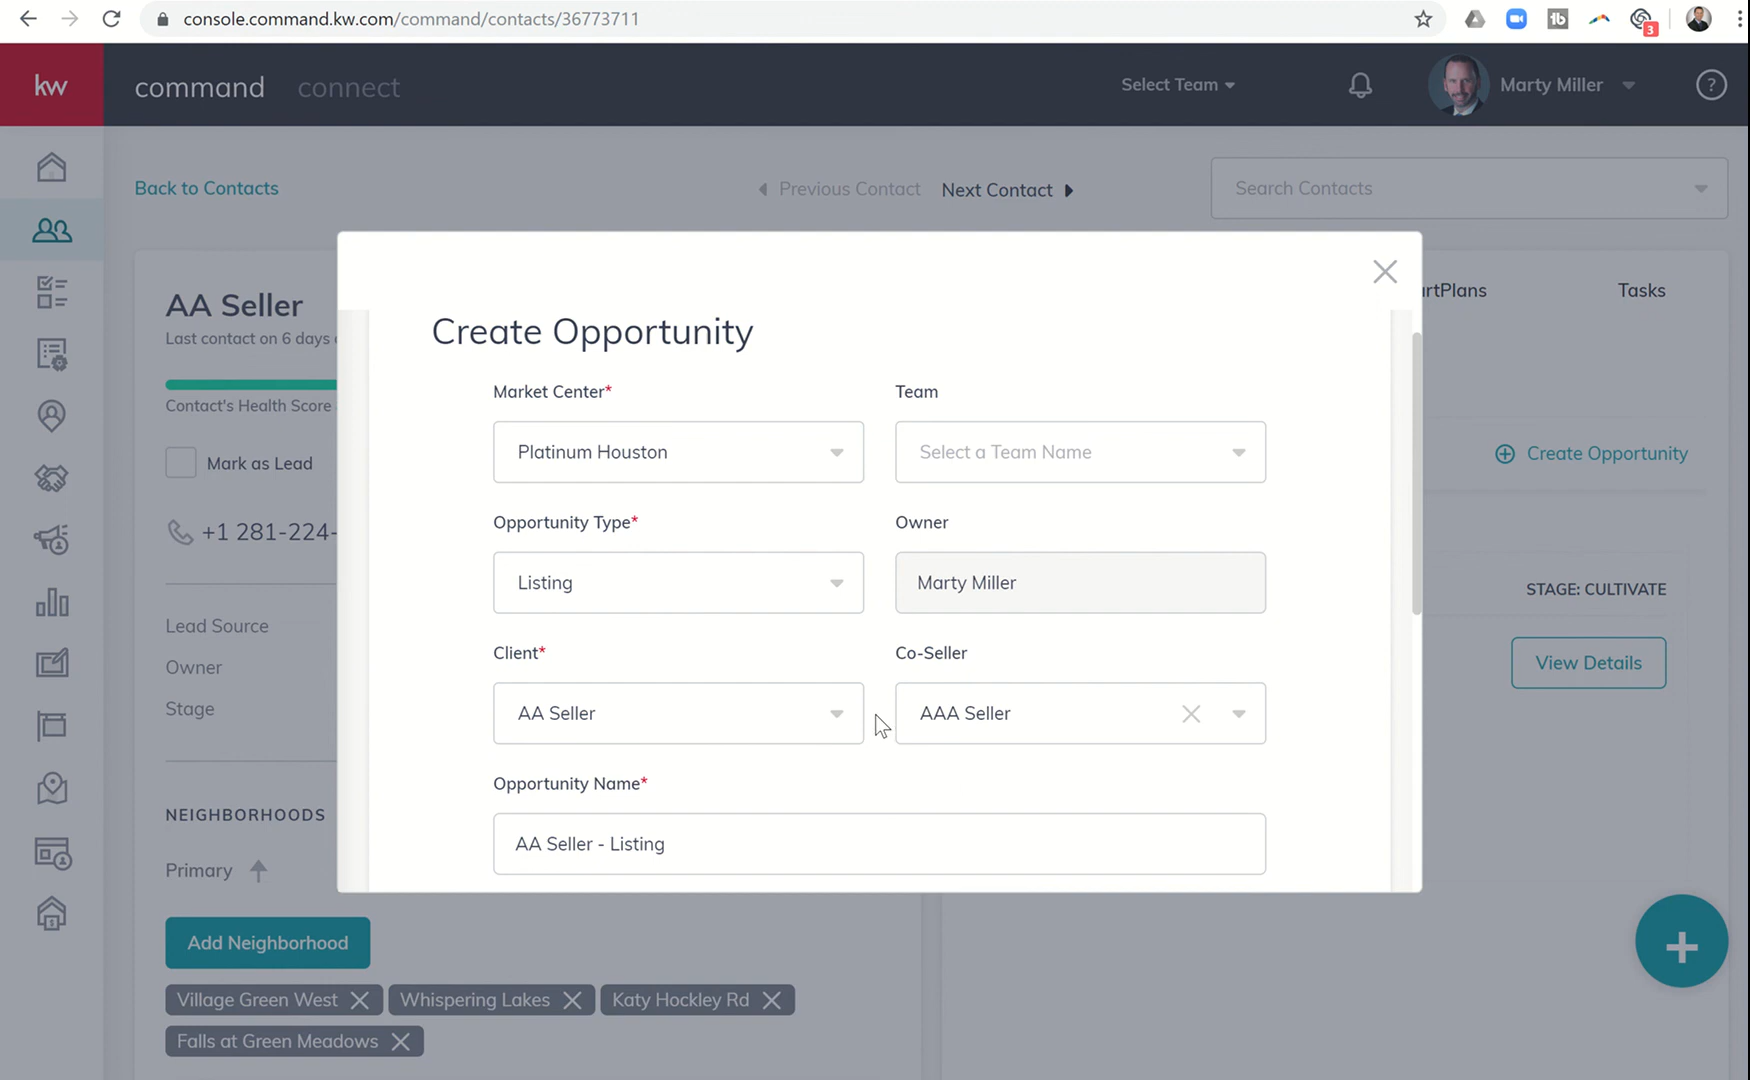 console.command.kw.com/command/contacts/36773711
3
kw command connect Select Team Marty Miller ?
Back to Contacts Previous Contact Next Contact Search Contacts
AA Seller
Last contact on 6 days
Contact's Health Score
Mark as Lead
+1 281-224-
Lead Source
Owner
Stage
NEIGHBORHOODS
Primary
Add Neighborhood
Village Green West Whispering Lakes Katy Hockley Rd
Falls at Green Meadows
Create Opportunity
Market Center* Team
Platinum Houston Select a Team Name
Opportunity Type* Owner
Listing Marty Miller
Client* Co-Seller
AA Seller AAA Seller
Opportunity Name*
AA Seller - Listing
rtPlans Tasks
Create Opportunity
STAGE: CULTIVATE
View Details